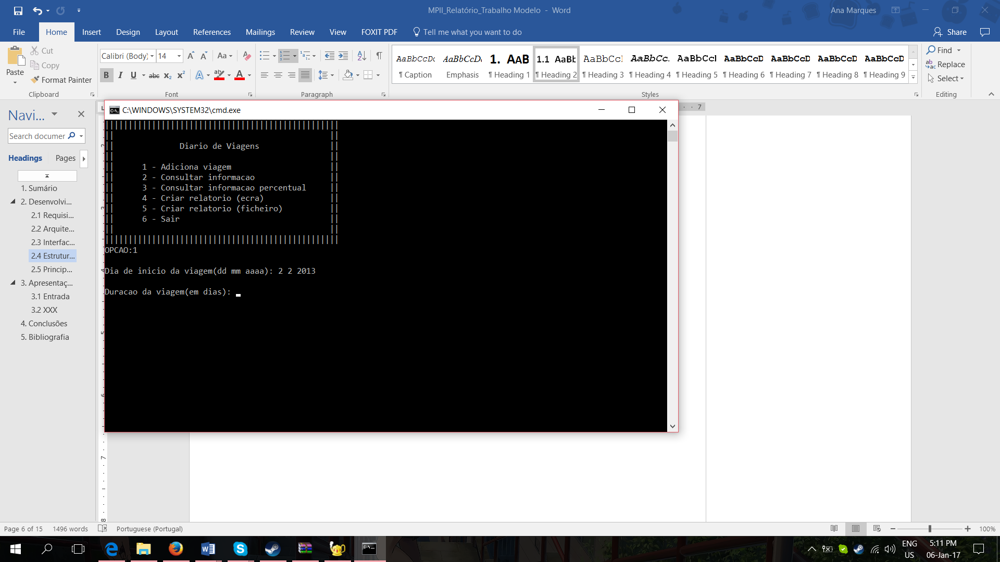 MPII_Relatório_Trabalho Modelo - Word
Ana Marques
File Home Insert Design Layout References Mailings Review View FOXIT PDF Tell me what you want to do
Share
Paste
Cut
Copy
Format Painter
Clipboard
Calibri (Body) 14
Font
Paragraph
AaBbCcDc AaBbCcDc 1. AAB 1.1 AaBb AaBbCcI AaBbCc. AaBbCcI AaBbCcD AaBbCcD AaBbCcD AaBbCcD
¶ Caption Emphasis ¶ Heading 1 ¶ Heading 2 ¶ Heading 3 ¶ Heading 4 ¶ Heading 5 ¶ Heading 6 ¶ Heading 7 ¶ Heading 8 ¶ Heading 9
Styles
Find
Replace
Select
Editing
Navi...
Search documer
Headings Pages
1. Sumário
2. Desenvolvi...
2.1 Requisi...
2.2 Arquite...
2.3 Interfac...
2.4 Estrutur...
2.5 Princip...
3. Apresentaç...
3.1 Entrada
3.2 XXX
4. Conclusões
5. Bibliografia
C:\WINDOWS\SYSTEM32\cmd.exe
Diario de Viagens
1 - Adiciona viagem
2 - Consultar informacao
3 - Consultar informacao percentual
4 - Criar relatorio (ecra)
5 - Criar relatorio (ficheiro)
6 - Sair
OPCAO:1
Dia de inicio da viagem(dd mm aaaa): 2 2 2013
Duracao da viagem(em dias):
Page 6 of 15 1496 words Portuguese (Portugal)
100%
ENG
US
5:11 PM
06-Jan-17